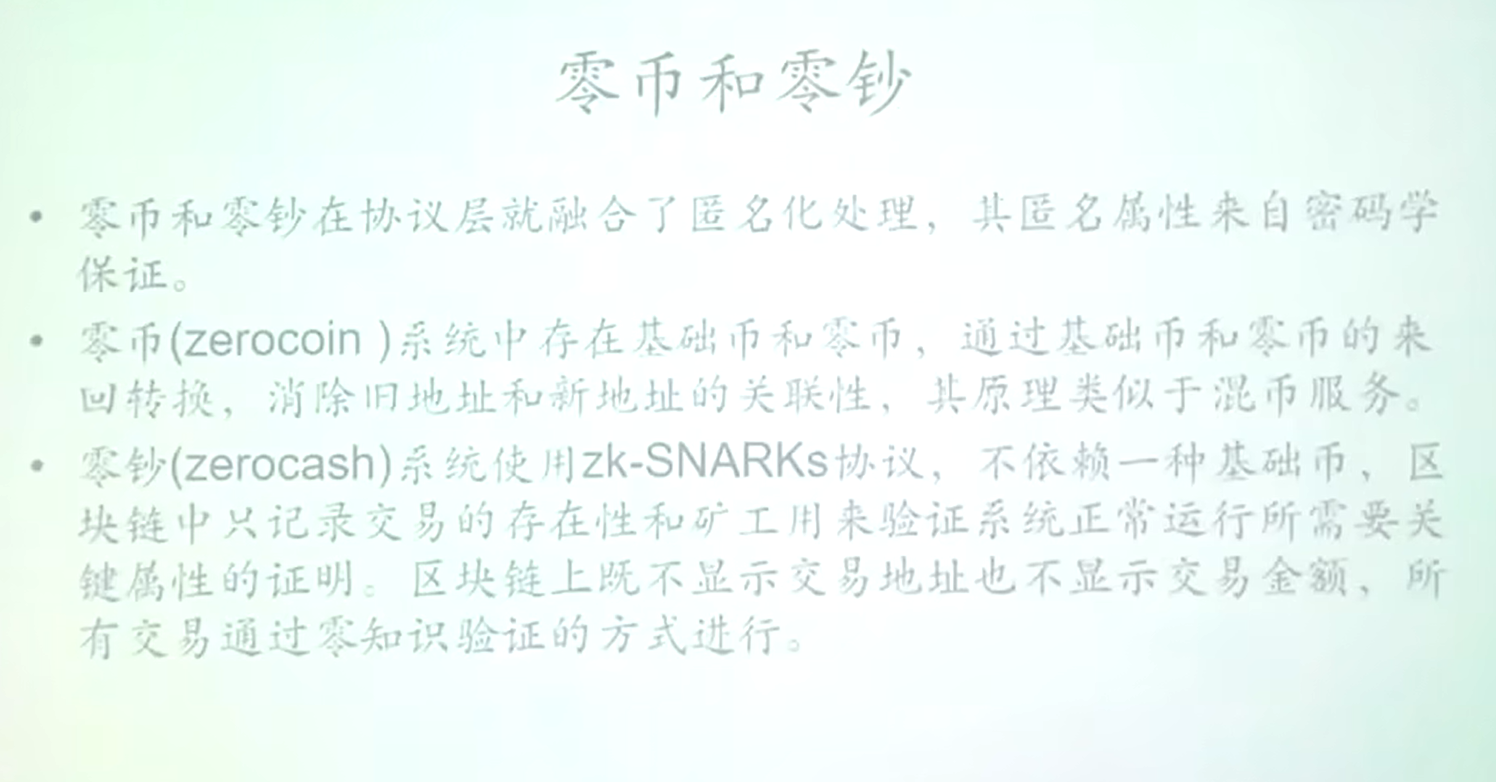 零币和零钞
• 零币和零钞在协议层就融合了匿名化处理，其匿名属性来自密码学
保证。
• 零币(zerocoin )系统中存在基础币和零币，通过基础币和零币的来
回转换，消除旧地址和新地址的关联性，其原理类似于混币服务。
• 零钞(zerocash)系统使用zk-SNARKs协议，不依赖一种基础币，区
块链中只记录交易的存在性和矿工用来验证系统正常运行所需要关
键属性的证明。区块链上既不显示交易地址也不显示交易金额，所
有交易通过零知识验证的方式进行。